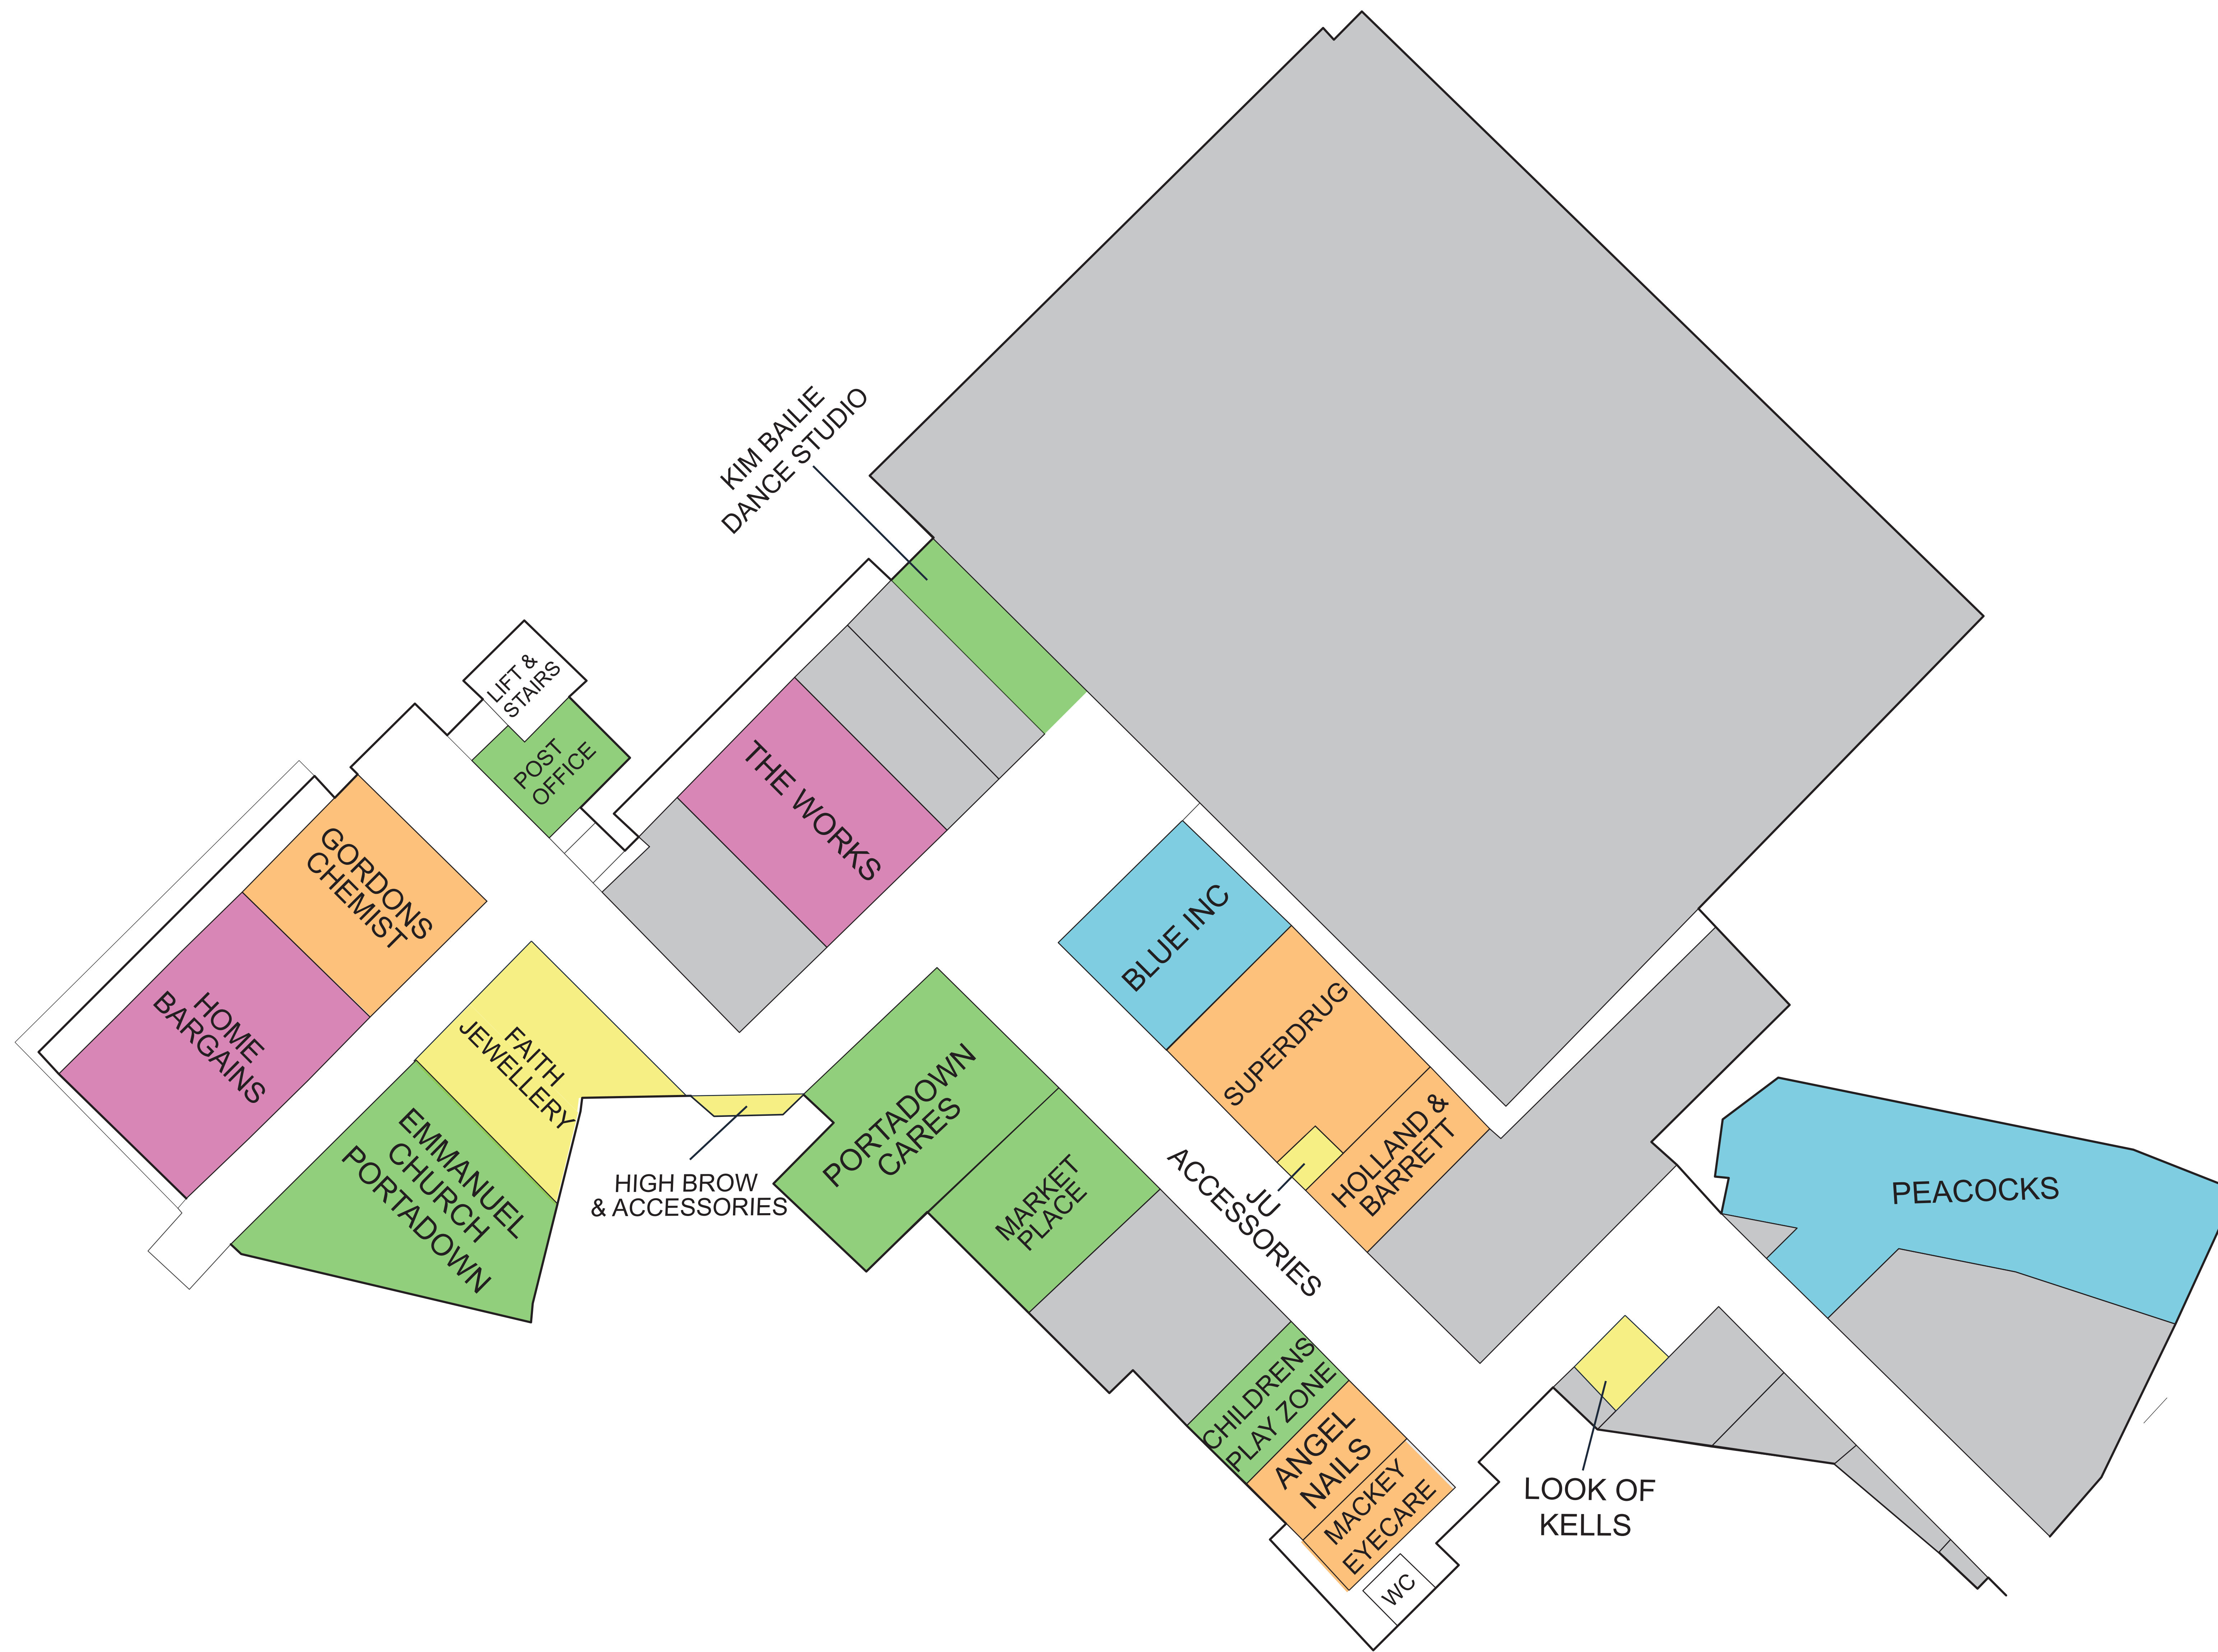 KIM BAILIE
DANCE STUDIO
LIFT &
STAIRS
POST
OFFICE
THE WORKS
GORDONS
CHEMIST
HOME
BARGAINS
FAITH
JEWELLERY
EMMANUEL
CHURCH
PORTADOWN
HIGH BROW
& ACCESSORIES
PORTADOWN
CARES
MARKET
PLACE
BLUE INC
SUPERDRUG
HOLLAND &
BARRETT
JU
ACCESSORIES
CHILDRENS
PLAY ZONE
ANGEL
NAILS
MACKEY
EYECARE
WC
LOOK OF
KELLS
PEACOCKS